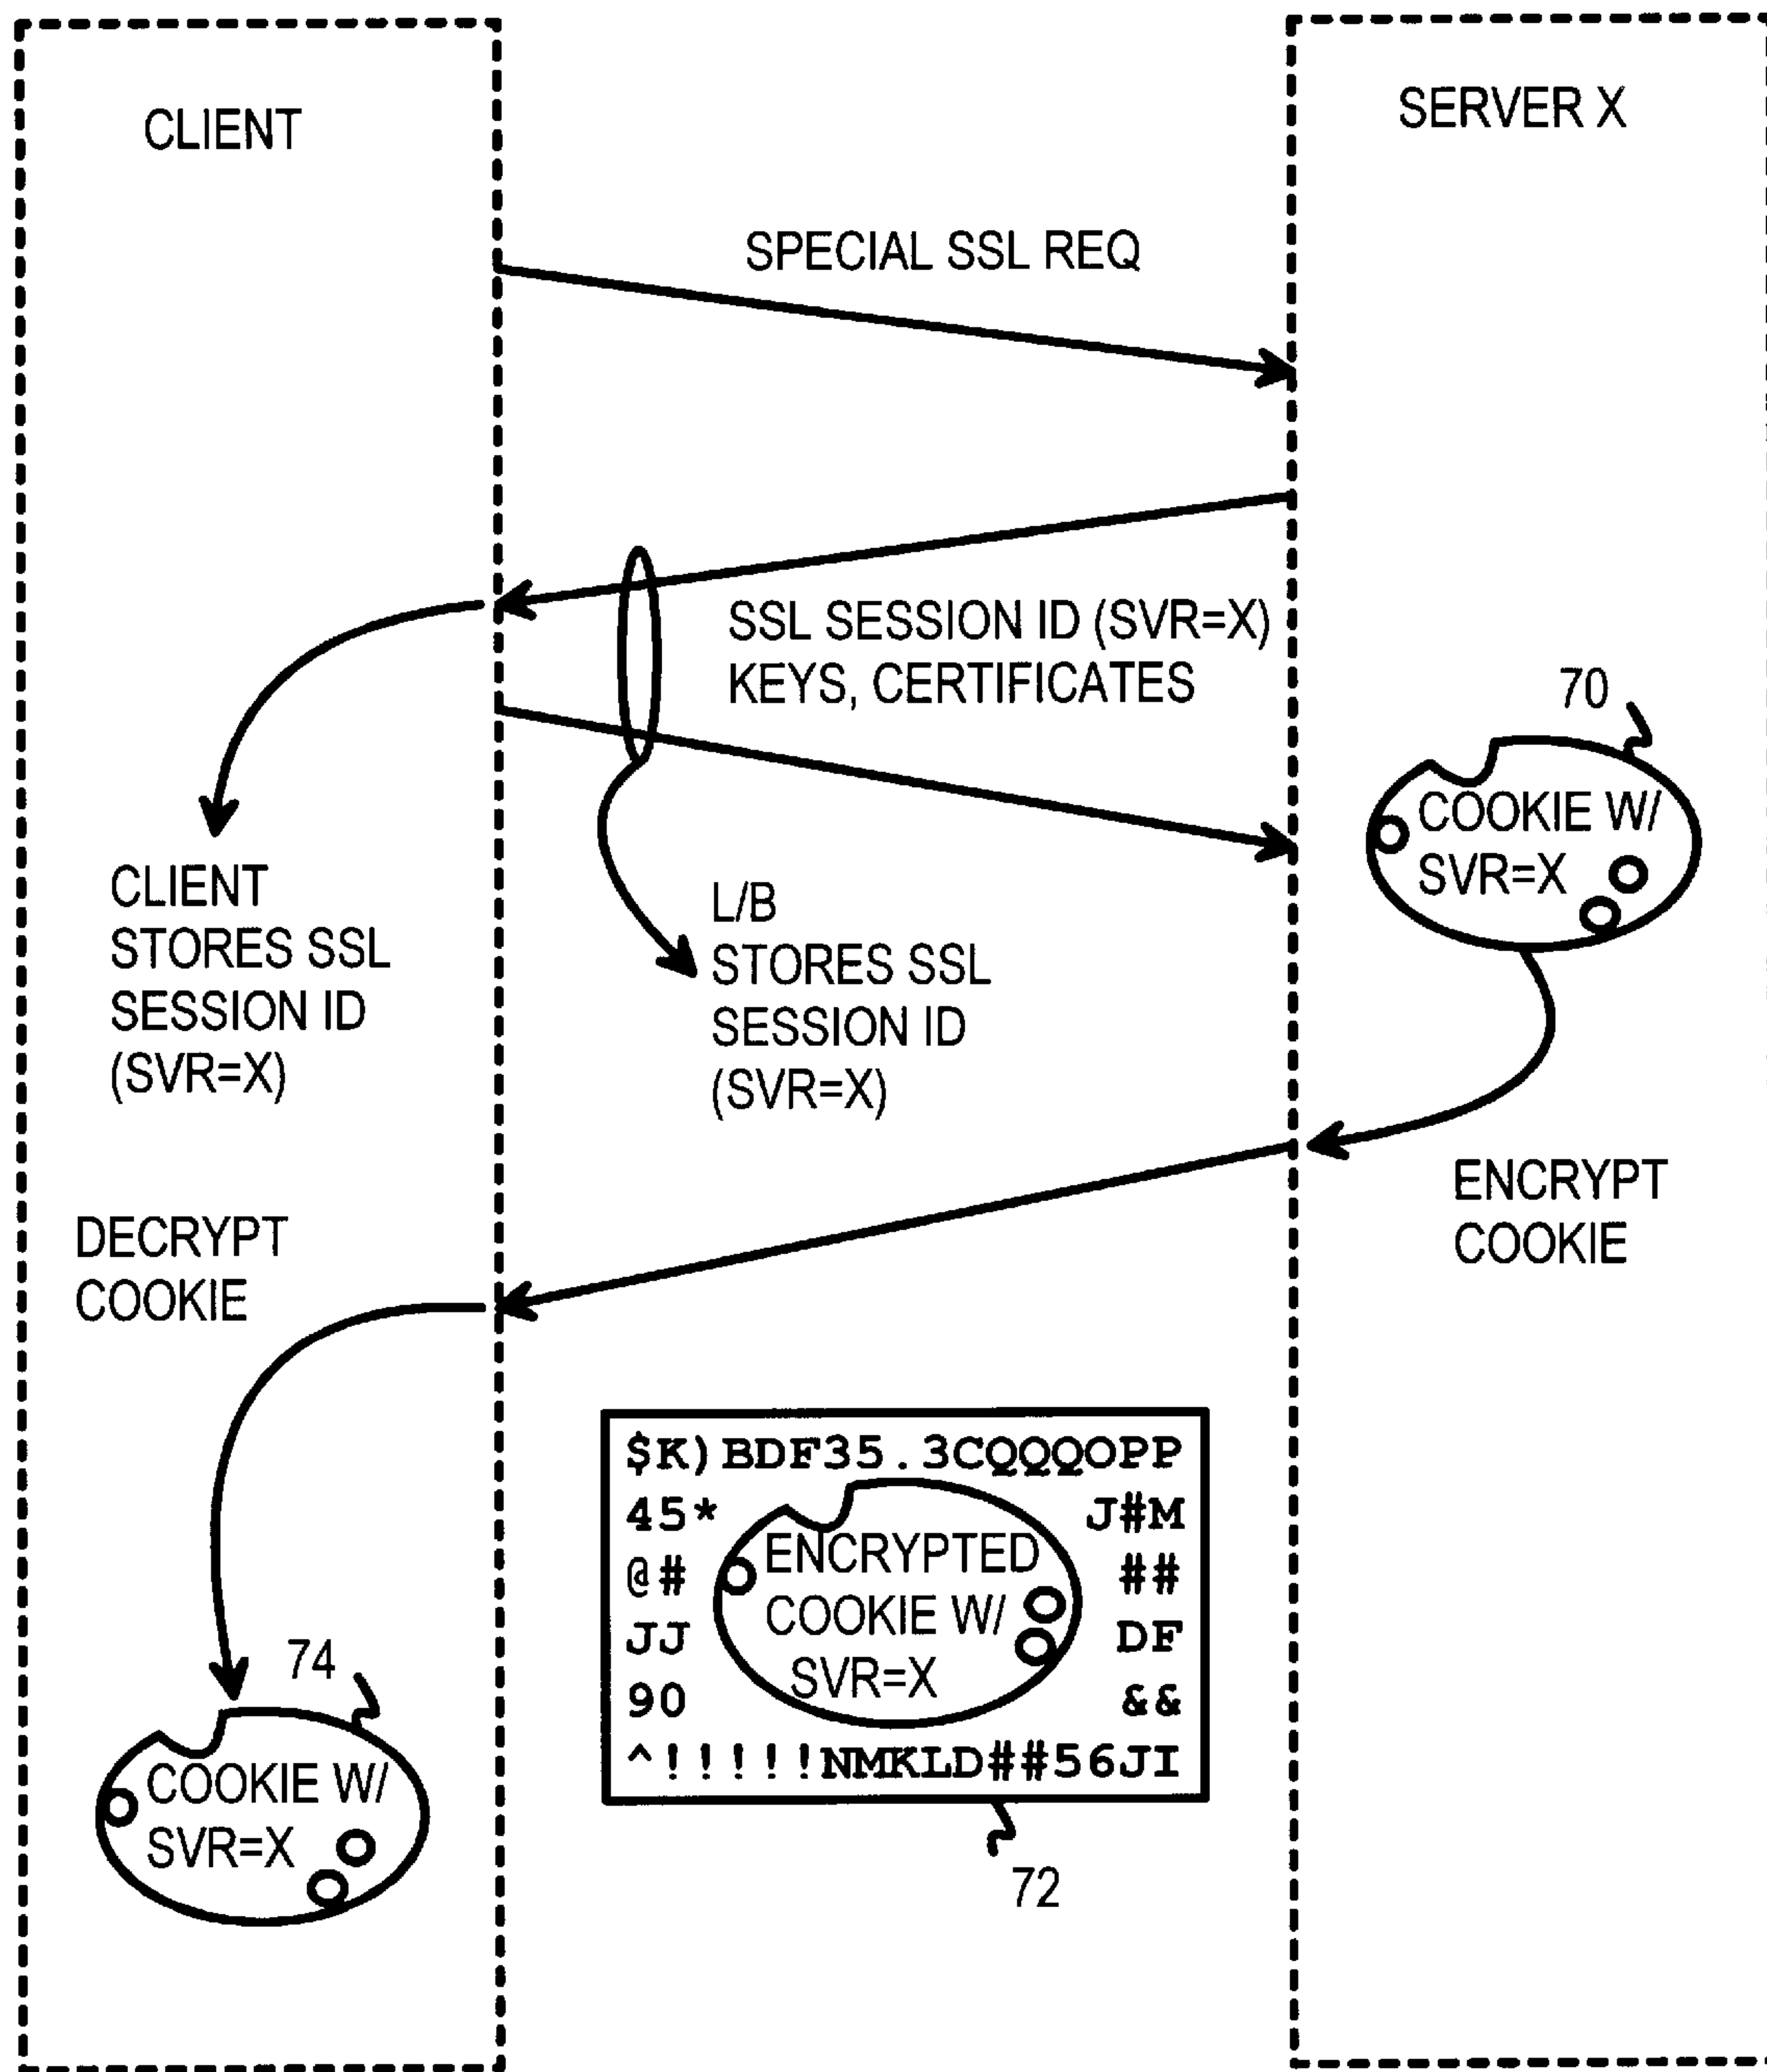 CLIENT
SERVER X
SPECIAL SSL REQ
SSL SESSION ID (SVR=X)
KEYS, CERTIFICATES
70
COOKIE W/
SVR=X
CLIENT
STORES SSL
SESSION ID
(SVR=X)
L/B
STORES SSL
SESSION ID
(SVR=X)
ENCRYPT
COOKIE
DECRYPT
COOKIE
$K)BDF35.3CQQQOPP
45* J#M
@# ENCRYPTED ##
JJ COOKIE W/ DF
90 SVR=X &&
^!!!!!NMKLD##56JI
72
74
COOKIE W/
SVR=X